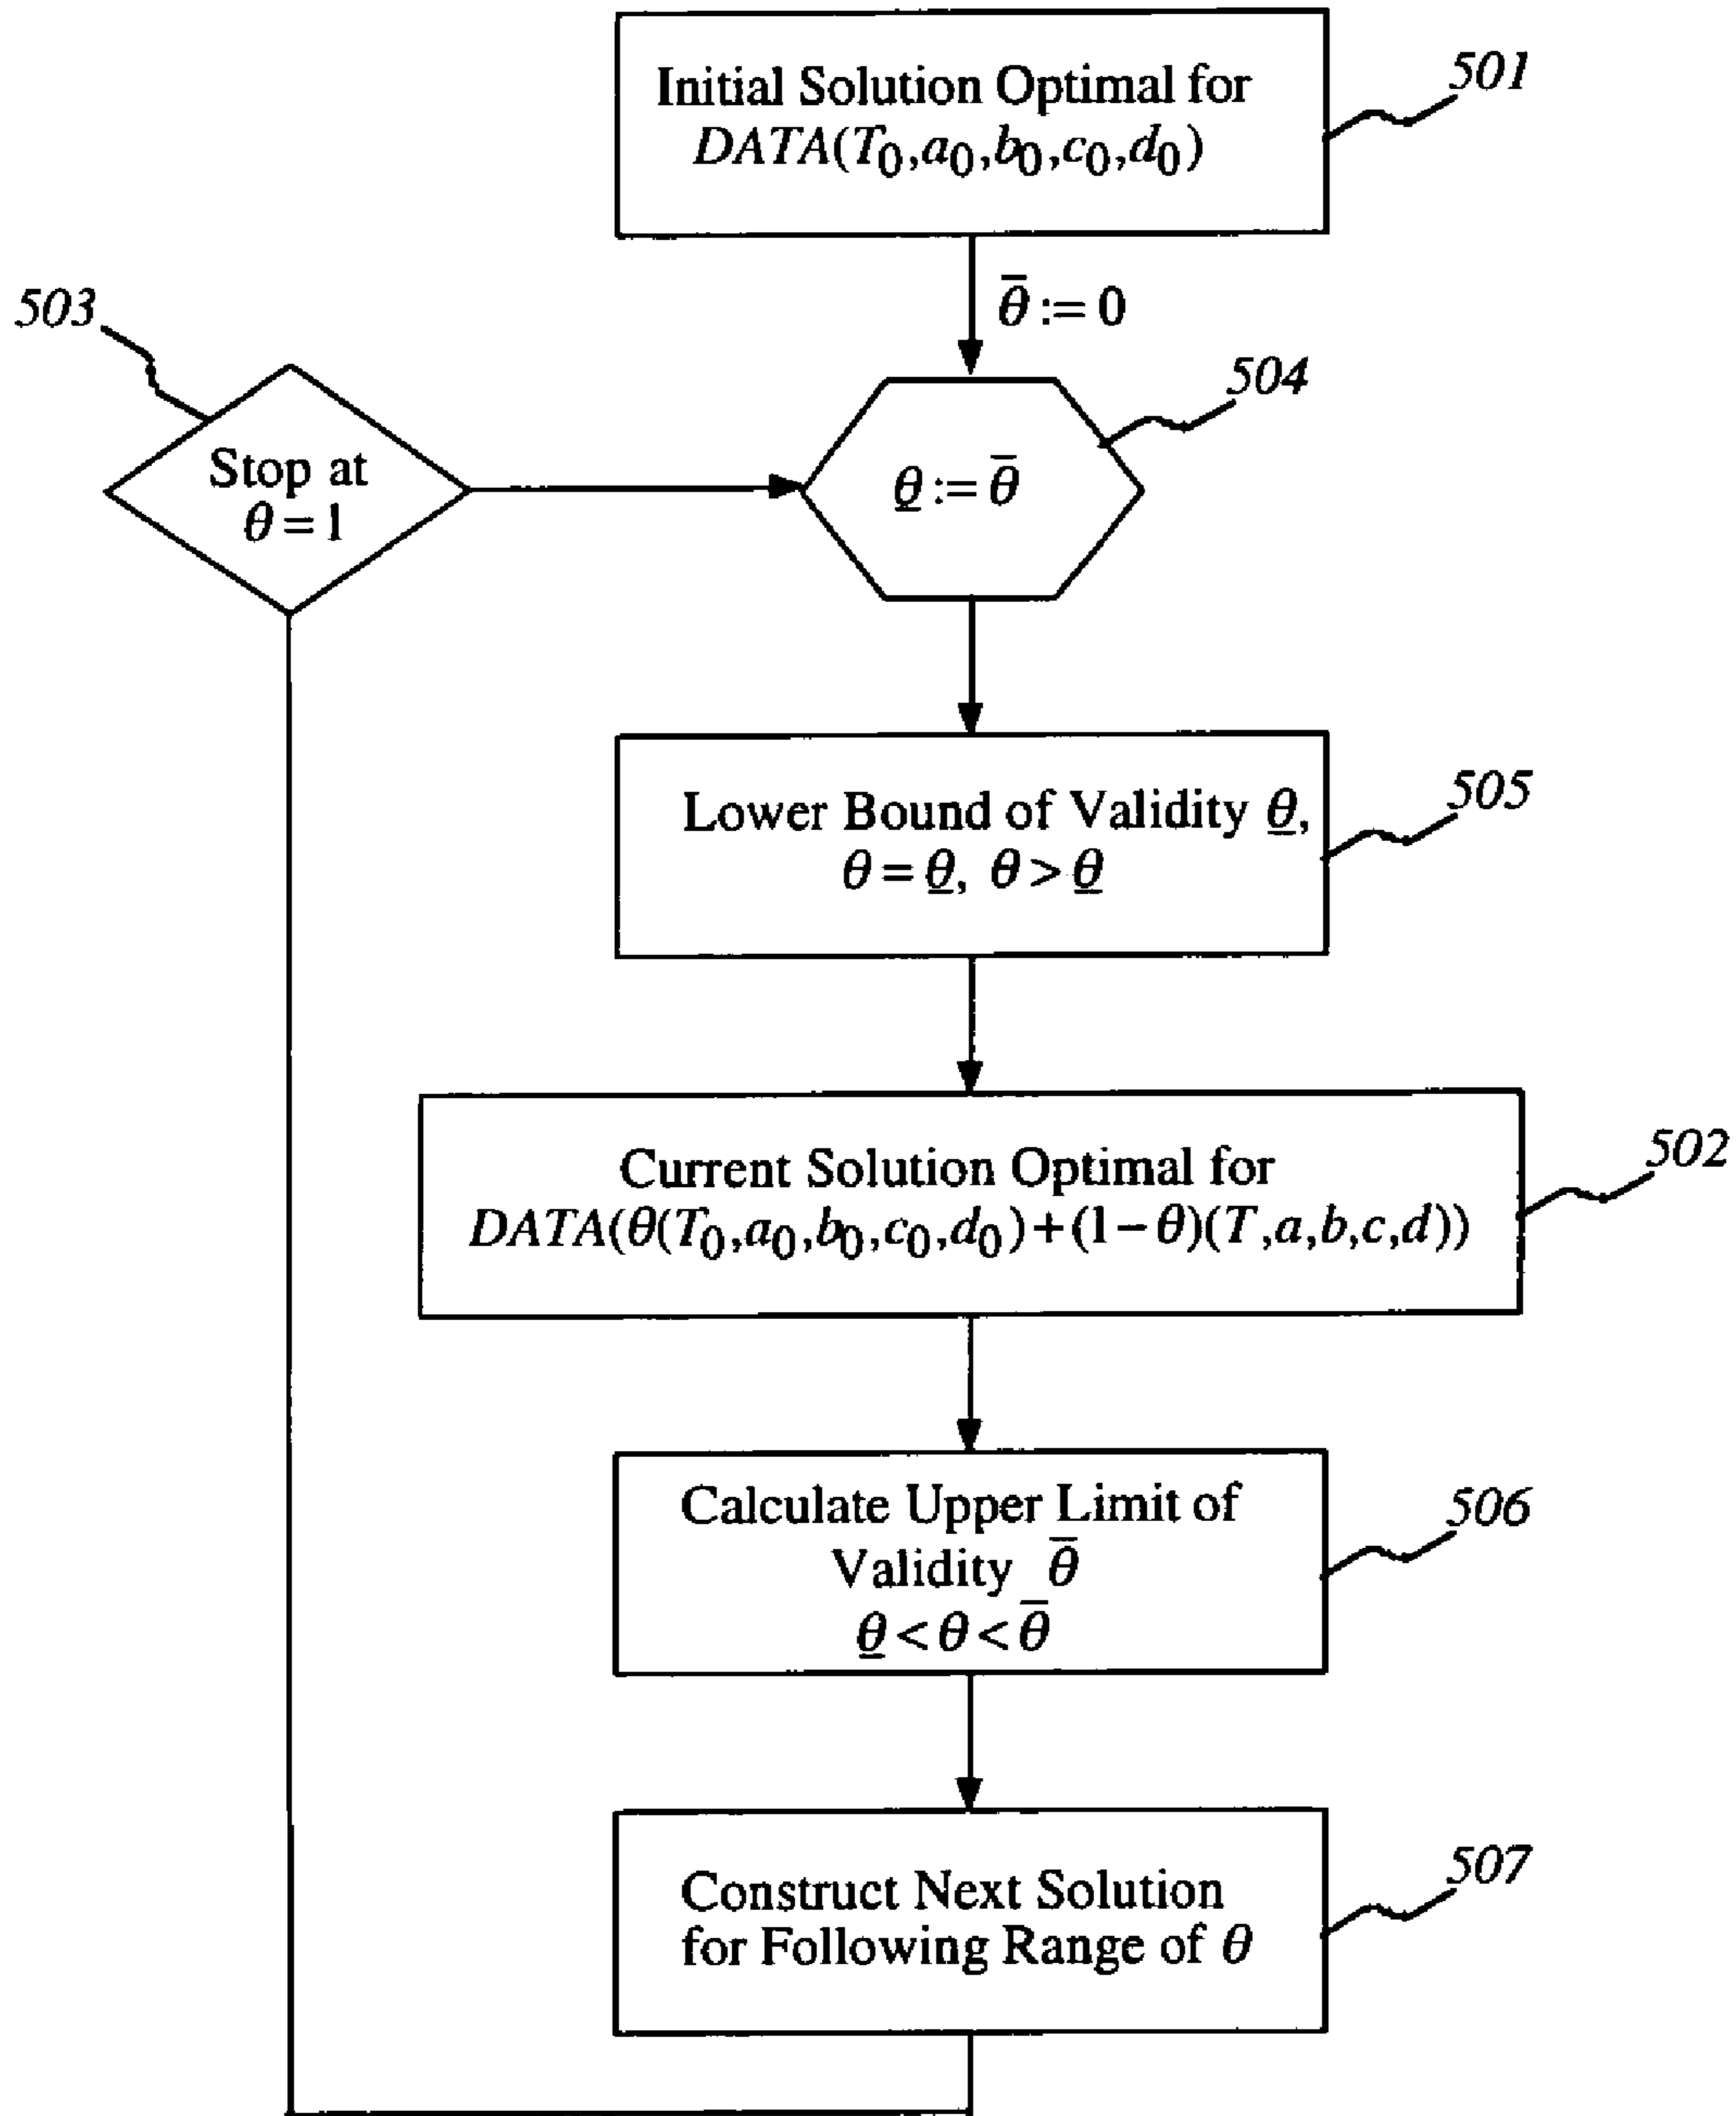 Initial Solution Optimal for
DATA(T₀,a₀,b₀,c₀,d₀)
501
θ̅ := 0
503
504
Stop at
θ = 1
θ̲ := θ̅
505
Lower Bound of Validity θ̲,
θ = θ̲, θ > θ̲
502
Current Solution Optimal for
DATA(θ(T₀,a₀,b₀,c₀,d₀)+(1−θ)(T,a,b,c,d))
506
Calculate Upper Limit of
Validity θ̅
θ̲ < θ < θ̅
507
Construct Next Solution
for Following Range of θ